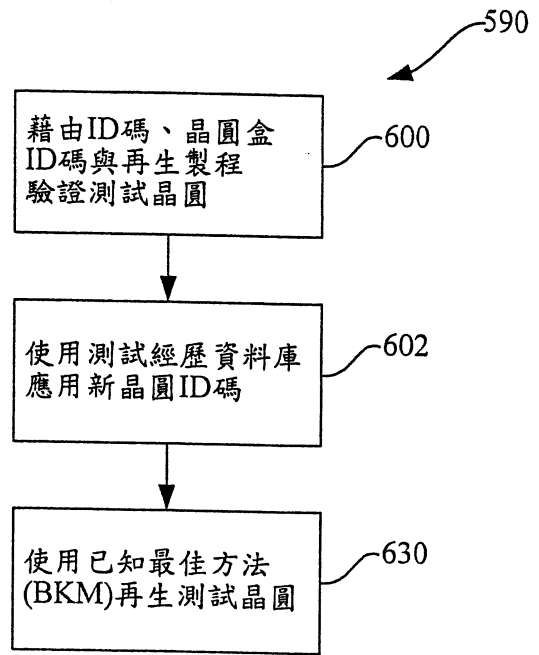 590
藉由ID碼、晶圓盒
ID碼與再生製程
驗證測試晶圓
600
使用測試經歷資料庫
應用新晶圓ID碼
602
使用已知最佳方法
(BKM)再生測試晶圓
630